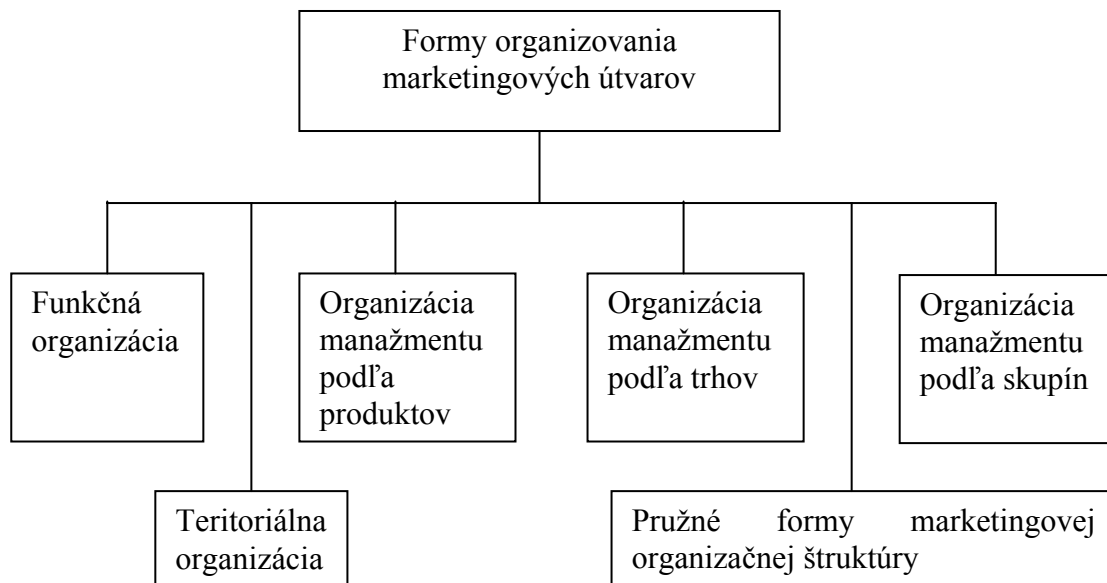 Formy organizovania
marketingových útvarov
Funkčná
organizácia
Organizácia
manažmentu
podľa
produktov
Organizácia
manažmentu
podľa trhov
Organizácia
manažmentu
podľa skupín
Teritoriálna
organizácia
Pružné formy marketingovej
organizačnej štruktúry